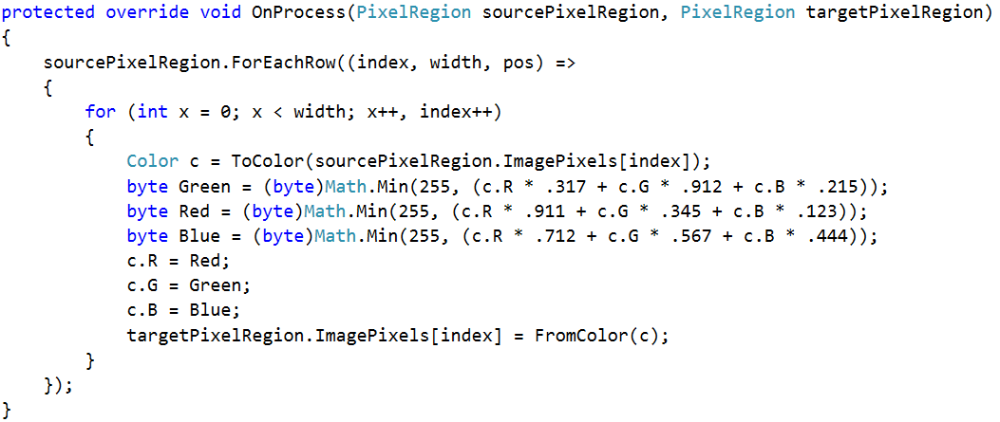 protected override void OnProcess(PixelRegion sourcePixelRegion, PixelRegion targetPixelRegion)
{
    sourcePixelRegion.ForEachRow((index, width, pos) =>
    {
        for (int x = 0; x < width; x++, index++)
        {
            Color c = ToColor(sourcePixelRegion.ImagePixels[index]);
            byte Green = (byte)Math.Min(255, (c.R * .317 + c.G * .912 + c.B * .215));
            byte Red = (byte)Math.Min(255, (c.R * .911 + c.G * .345 + c.B * .123));
            byte Blue = (byte)Math.Min(255, (c.R * .712 + c.G * .567 + c.B * .444));
            c.R = Red;
            c.G = Green;
            c.B = Blue;
            targetPixelRegion.ImagePixels[index] = FromColor(c);
        }
    });
}